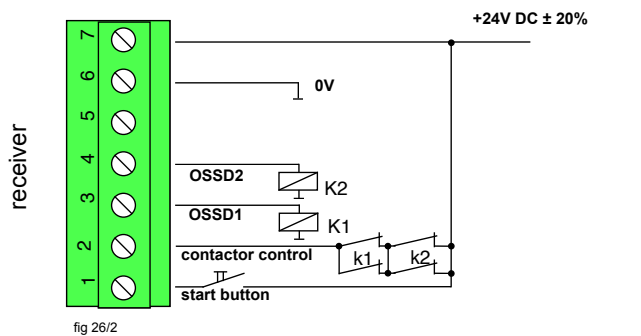 +24V DC ± 20%
7
6
0V
5
receiver
4
OSSD2
K2
3
OSSD1
K1
2
contactor control
k1
k2
1
start button
fig 26/2